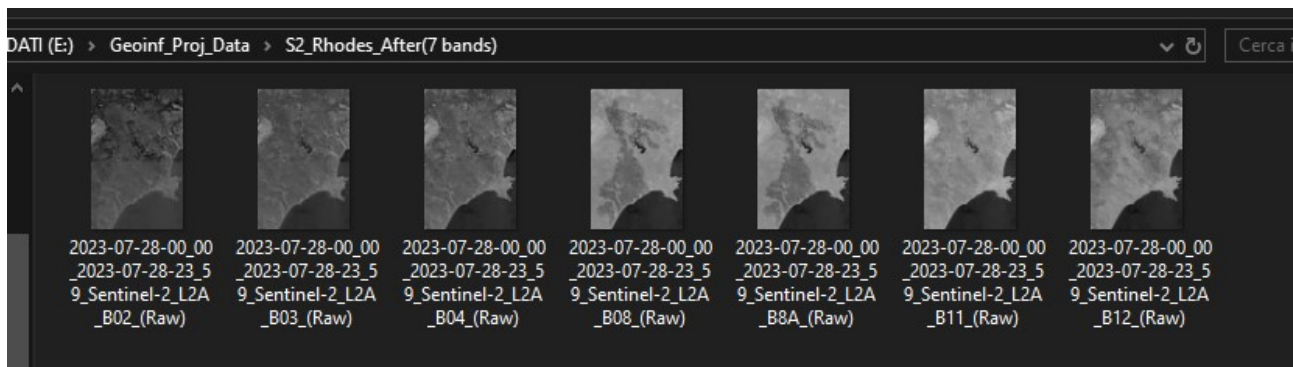 DATI (E:) > Geoinf_Proj_Data > S2_Rhodes_After(7 bands)
Cerca i
2023-07-28-00_00
_2023-07-28-23_5
9_Sentinel-2_L2A
_B02_(Raw)
2023-07-28-00_00
_2023-07-28-23_5
9_Sentinel-2_L2A
_B03_(Raw)
2023-07-28-00_00
_2023-07-28-23_5
9_Sentinel-2_L2A
_B04_(Raw)
2023-07-28-00_00
_2023-07-28-23_5
9_Sentinel-2_L2A
_B08_(Raw)
2023-07-28-00_00
_2023-07-28-23_5
9_Sentinel-2_L2A
_B8A_(Raw)
2023-07-28-00_00
_2023-07-28-23_5
9_Sentinel-2_L2A
_B11_(Raw)
2023-07-28-00_00
_2023-07-28-23_5
9_Sentinel-2_L2A
_B12_(Raw)